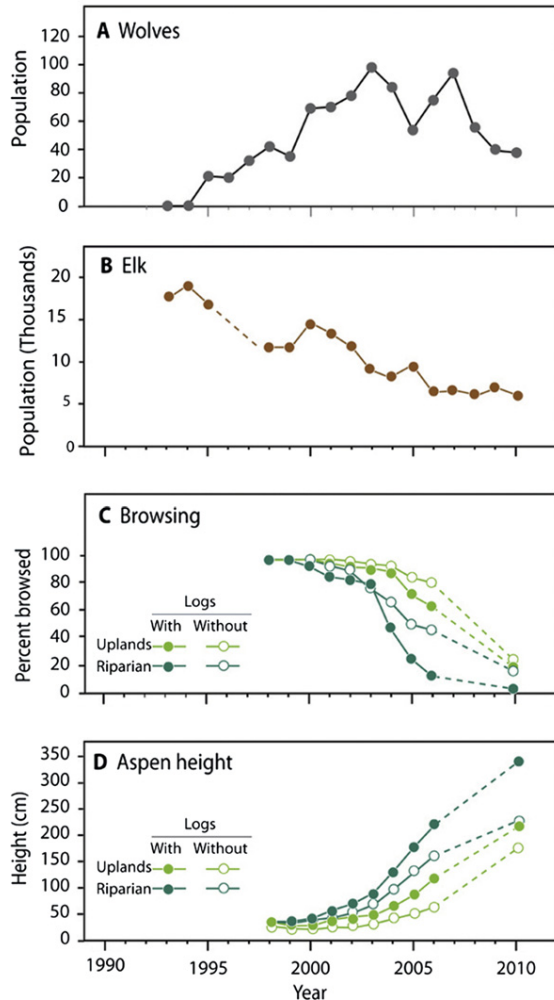 A Wolves
Population
120
100
80
60
40
20
0
B Elk
Population (Thousands)
20
15
10
5
0
C Browsing
Percent browsed
100
80
60
40
20
0
Logs
With Without
Uplands
Riparian
D Aspen height
Height (cm)
350
300
250
200
150
100
50
0
Logs
With Without
Uplands
Riparian
1990 1995 2000 2005 2010
Year